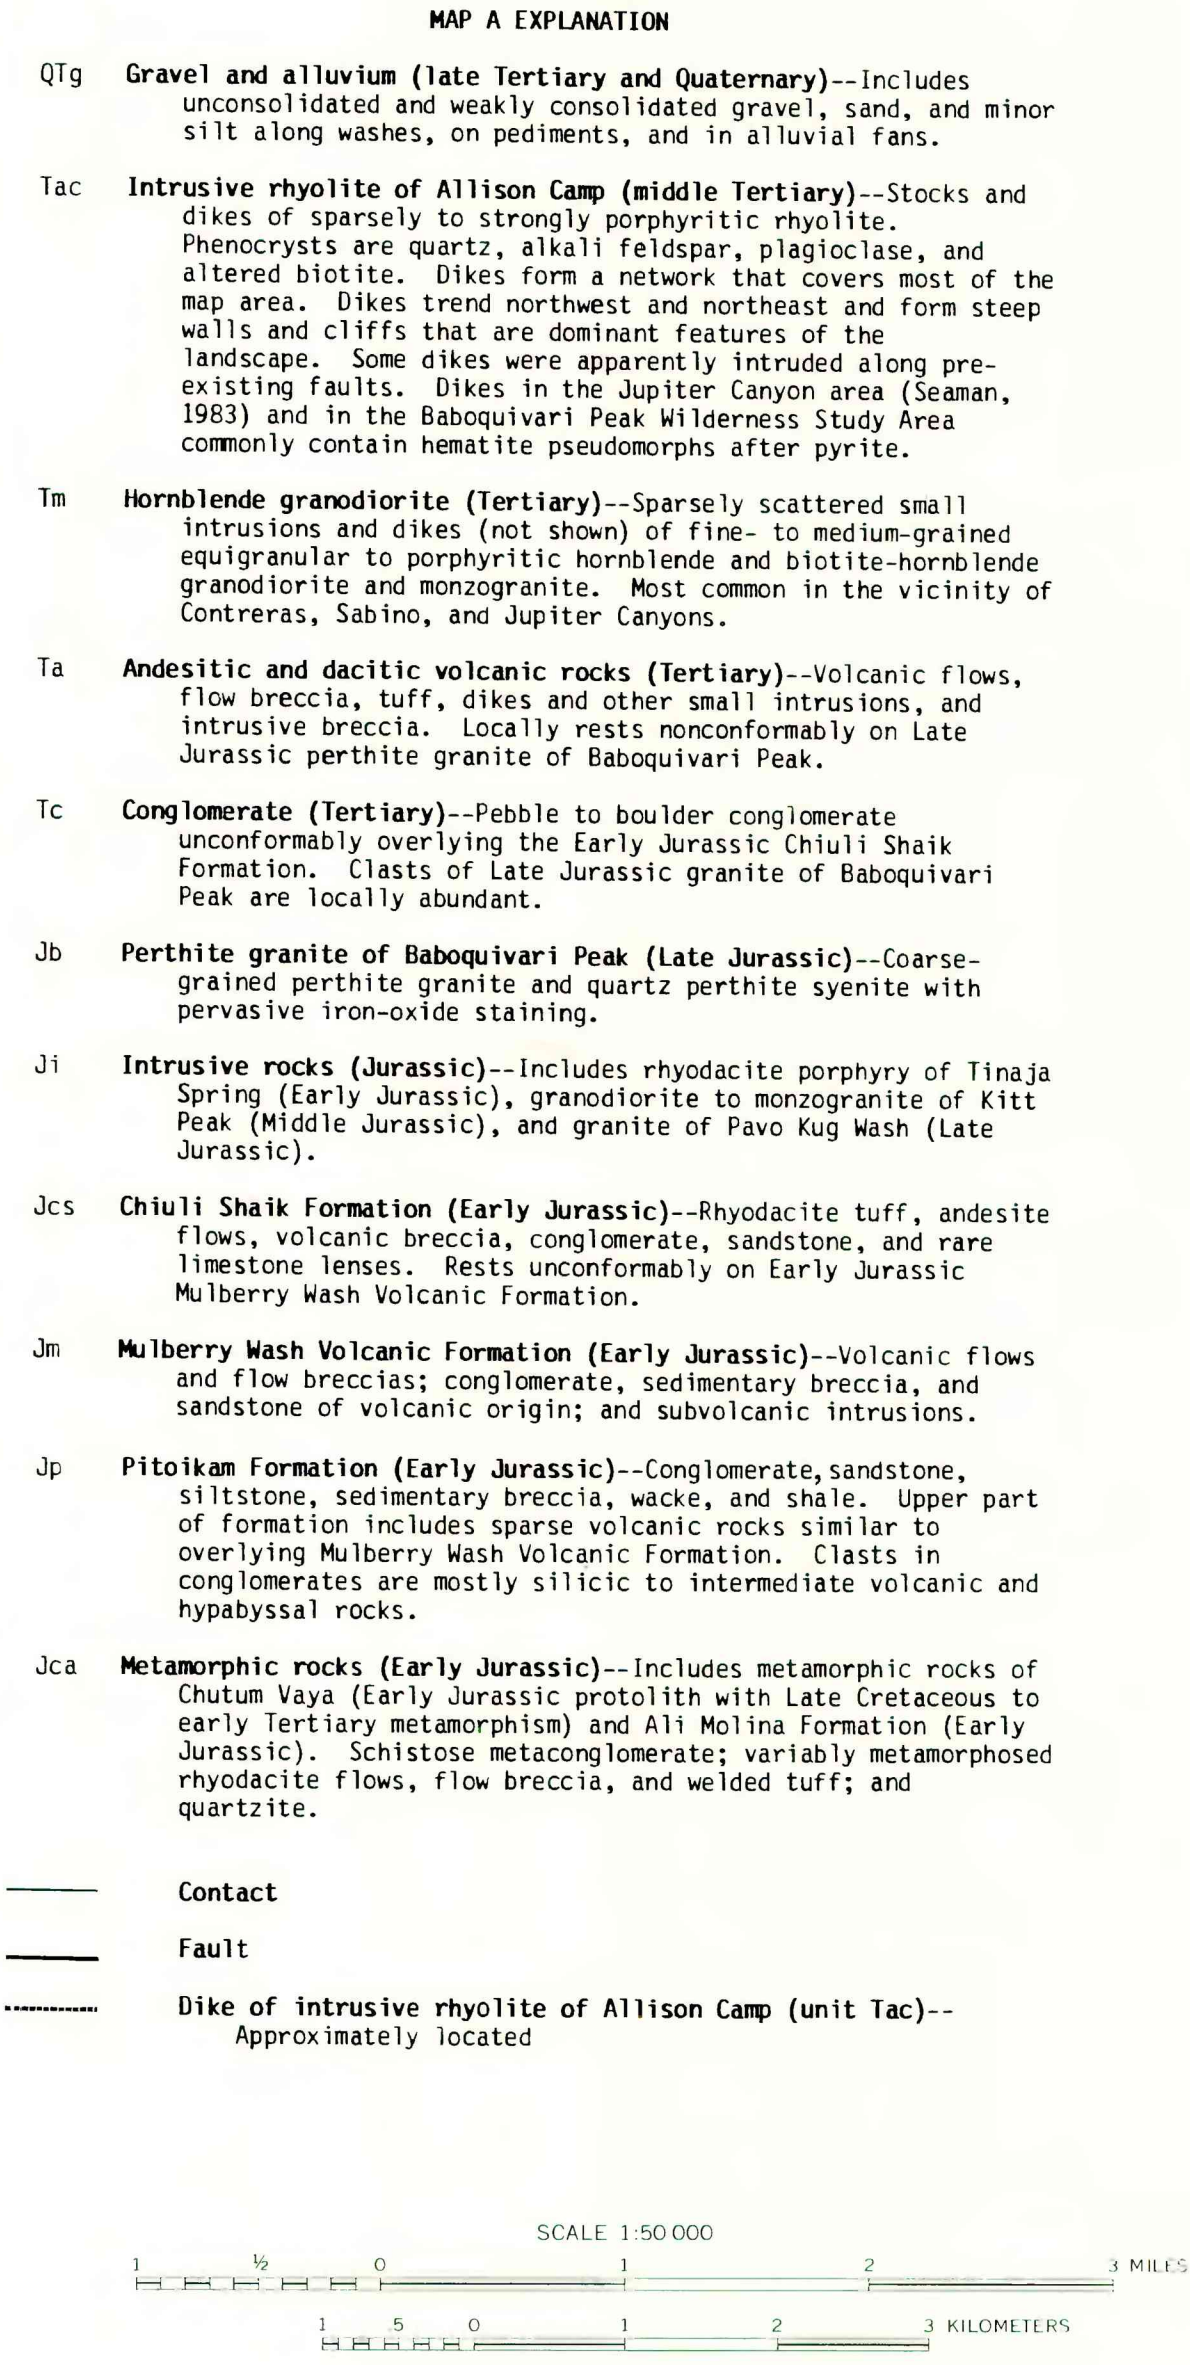 MAP A EXPLANATION
QTg Gravel and alluvium (late Tertiary and Quaternary)--Includes
unconsolidated and weakly consolidated gravel, sand, and minor
silt along washes, on pediments, and in alluvial fans.
Tac Intrusive rhyolite of Allison Camp (middle Tertiary)--Stocks and
dikes of sparsely to strongly porphyritic rhyolite.
Phenocrysts are quartz, alkali feldspar, plagioclase, and
altered biotite. Dikes form a network that covers most of the
map area. Dikes trend northwest and northeast and form steep
walls and cliffs that are dominant features of the
landscape. Some dikes were apparently intruded along pre-
existing faults. Dikes in the Jupiter Canyon area (Seaman,
1983) and in the Baboquivari Peak Wilderness Study Area
commonly contain hematite pseudomorphs after pyrite.
Tm Hornblende granodiorite (Tertiary)--Sparsely scattered small
intrusions and dikes (not shown) of fine- to medium-grained
equigranular to porphyritic hornblende and biotite-hornblende
granodiorite and monzogranite. Most common in the vicinity of
Contreras, Sabino, and Jupiter Canyons.
Ta Andesitic and dacitic volcanic rocks (Tertiary)--Volcanic flows,
flow breccia, tuff, dikes and other small intrusions, and
intrusive breccia. Locally rests nonconformably on Late
Jurassic perthite granite of Baboquivari Peak.
Tc Conglomerate (Tertiary)--Pebble to boulder conglomerate
unconformably overlying the Early Jurassic Chiuli Shaik
Formation. Clasts of Late Jurassic granite of Baboquivari
Peak are locally abundant.
Jb Perthite granite of Baboquivari Peak (Late Jurassic)--Coarse-
grained perthite granite and quartz perthite syenite with
pervasive iron-oxide staining.
Ji Intrusive rocks (Jurassic)--Includes rhyodacite porphyry of Tinaja
Spring (Early Jurassic), granodiorite to monzogranite of Kitt
Peak (Middle Jurassic), and granite of Pavo Kug Wash (Late
Jurassic).
Jcs Chiuli Shaik Formation (Early Jurassic)--Rhyodacite tuff, andesite
flows, volcanic breccia, conglomerate, sandstone, and rare
limestone lenses. Rests unconformably on Early Jurassic
Mulberry Wash Volcanic Formation.
Jm Mulberry Wash Volcanic Formation (Early Jurassic)--Volcanic flows
and flow breccias; conglomerate, sedimentary breccia, and
sandstone of volcanic origin; and subvolcanic intrusions.
Jp Pitoikam Formation (Early Jurassic)--Conglomerate, sandstone,
siltstone, sedimentary breccia, wacke, and shale. Upper part
of formation includes sparse volcanic rocks similar to
overlying Mulberry Wash Volcanic Formation. Clasts in
conglomerates are mostly silicic to intermediate volcanic and
hypabyssal rocks.
Jca Metamorphic rocks (Early Jurassic)--Includes metamorphic rocks of
Chutum Vaya (Early Jurassic protolith with Late Cretaceous to
early Tertiary metamorphism) and Ali Molina Formation (Early
Jurassic). Schistose metaconglomerate; variably metamorphosed
rhyodacite flows, flow breccia, and welded tuff; and
quartzite.
Contact
Fault
Dike of intrusive rhyolite of Allison Camp (unit Tac)--
Approximately located
SCALE 1:50 000
1 ½ 0 1 2 3 MILES
1 .5 0 1 2 3 KILOMETERS